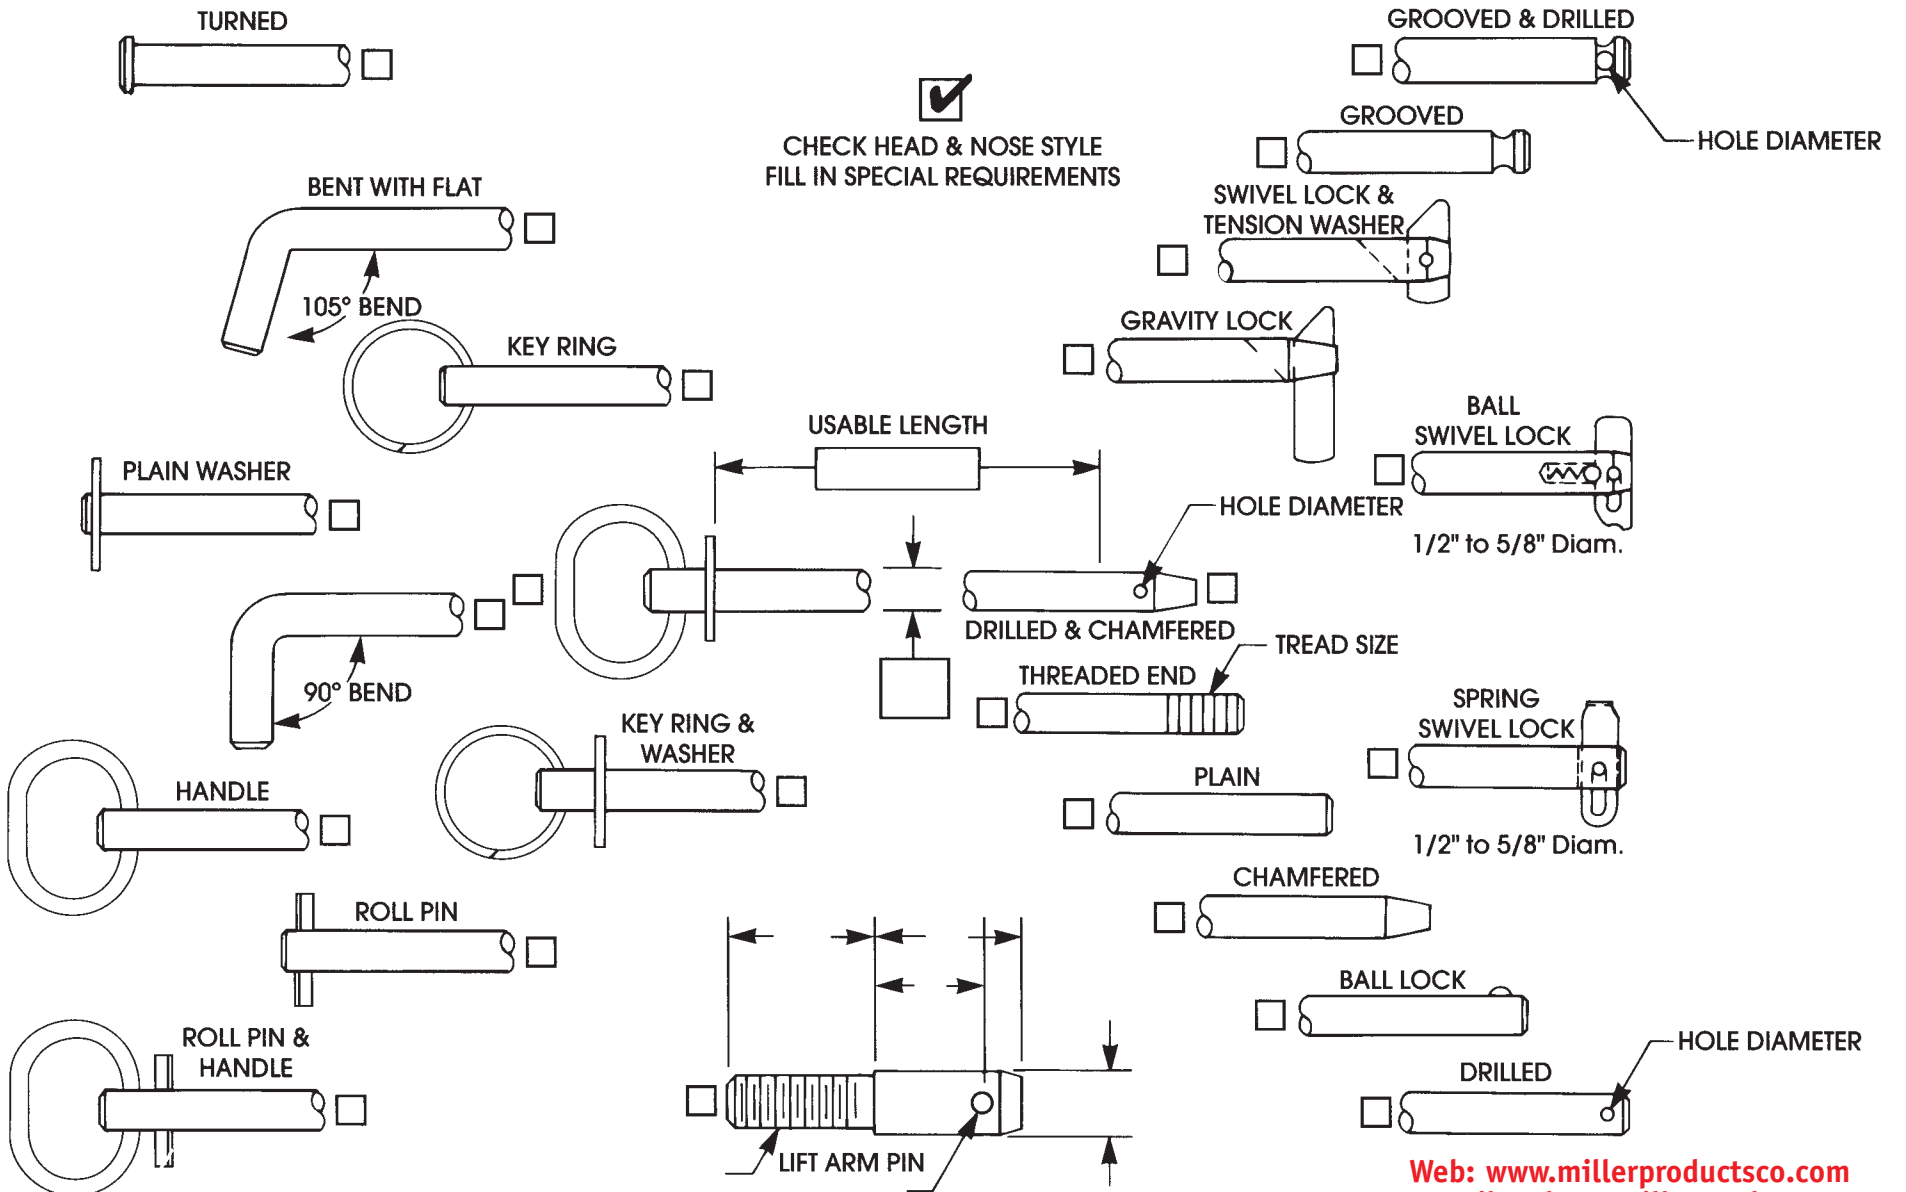 TURNED
GROOVED & DRILLED
HOLE DIAMETER
CHECK HEAD & NOSE STYLE
FILL IN SPECIAL REQUIREMENTS
GROOVED
BENT WITH FLAT
105° BEND
SWIVEL LOCK &
TENSION WASHER
KEY RING
GRAVITY LOCK
USABLE LENGTH
BALL
SWIVEL LOCK
1/2" to 5/8" Diam.
PLAIN WASHER
HOLE DIAMETER
DRILLED & CHAMFERED
90° BEND
THREADED END
TREAD SIZE
KEY RING &
WASHER
SPRING
SWIVEL LOCK
1/2" to 5/8" Diam.
HANDLE
PLAIN
CHAMFERED
ROLL PIN
BALL LOCK
ROLL PIN &
HANDLE
HOLE DIAMETER
DRILLED
LIFT ARM PIN
Web: www.millerproductsco.com